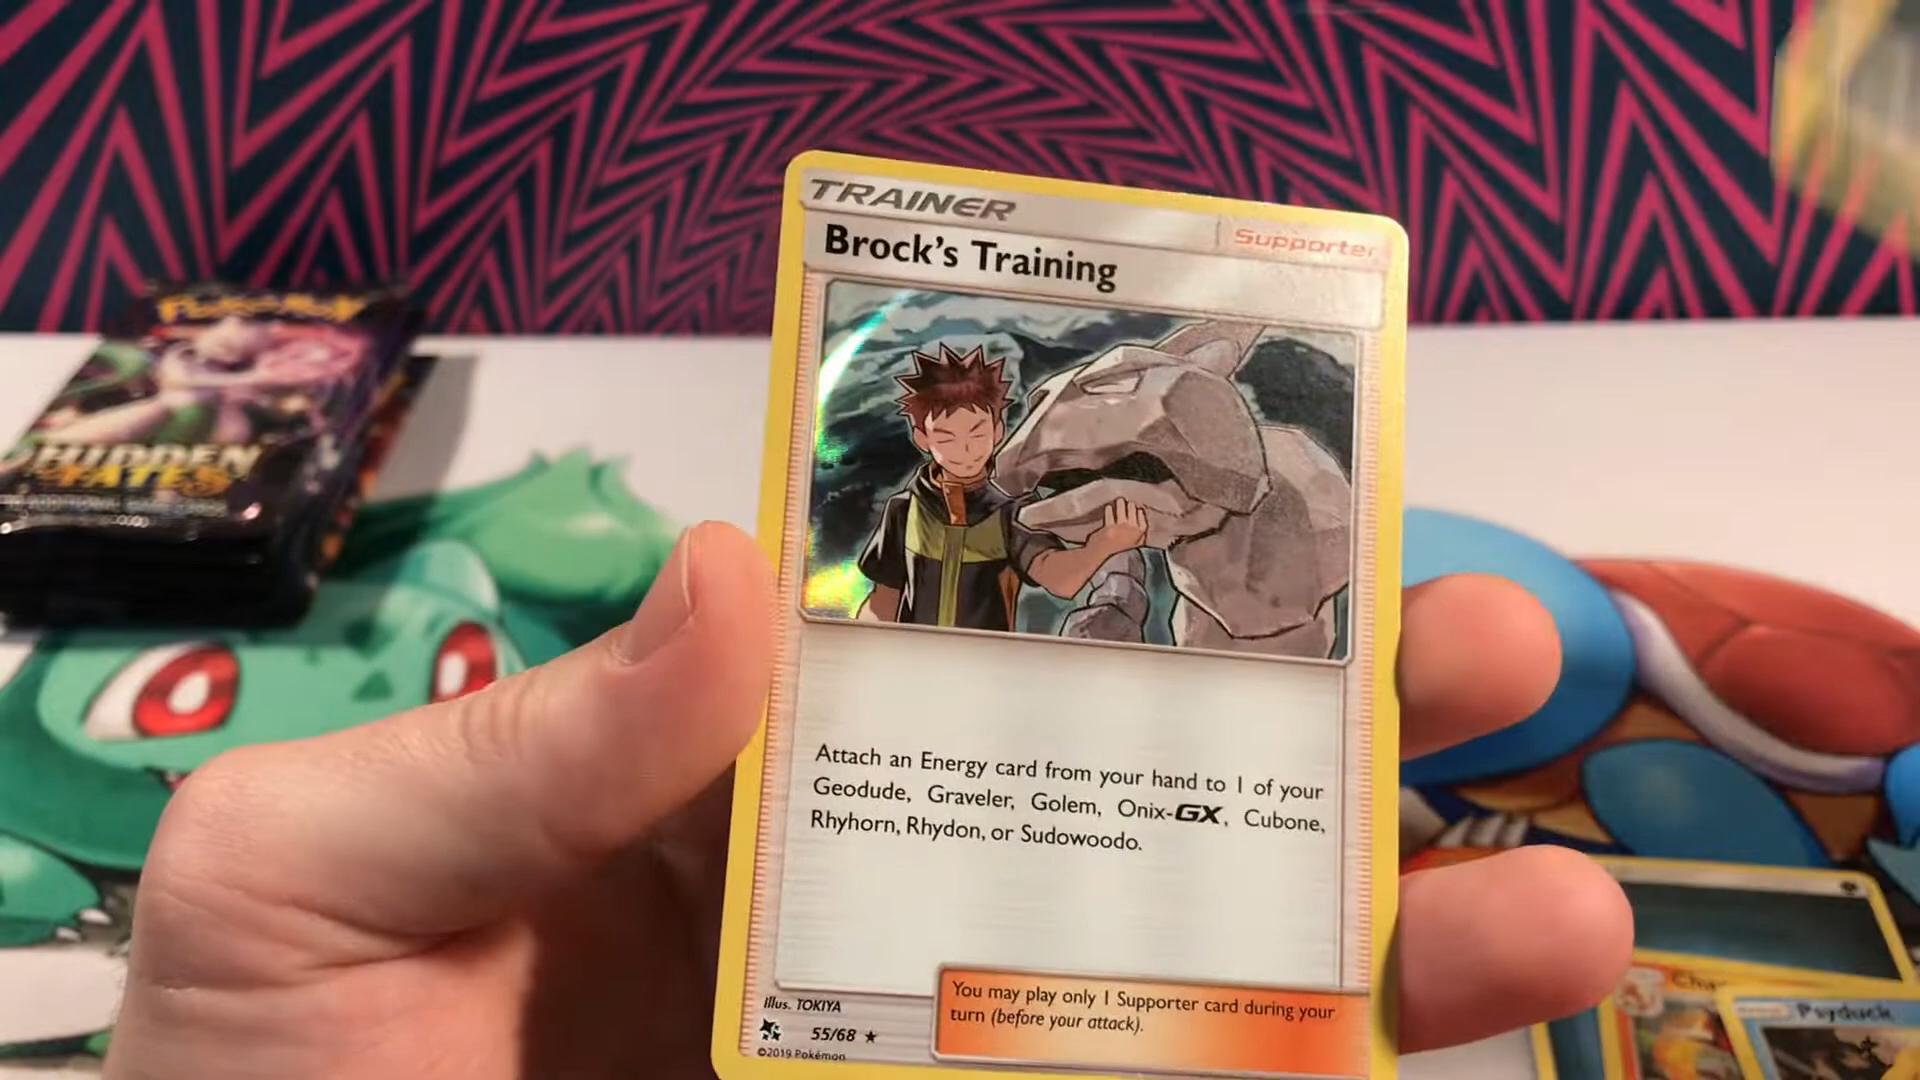 TRAINER
Supporter
Brock's Training
POKÉMON
HIDDEN
FATES
Attach an Energy card from your hand to 1 of your
Geodude, Graveler, Golem, Onix-GX, Cubone,
Rhyhorn, Rhydon, or Sudowoodo.
You may play only 1 Supporter card during your
turn (before your attack).
illus. TOKIYA
55/68 ★
©2019 Pokémon
Cha
Psyduck